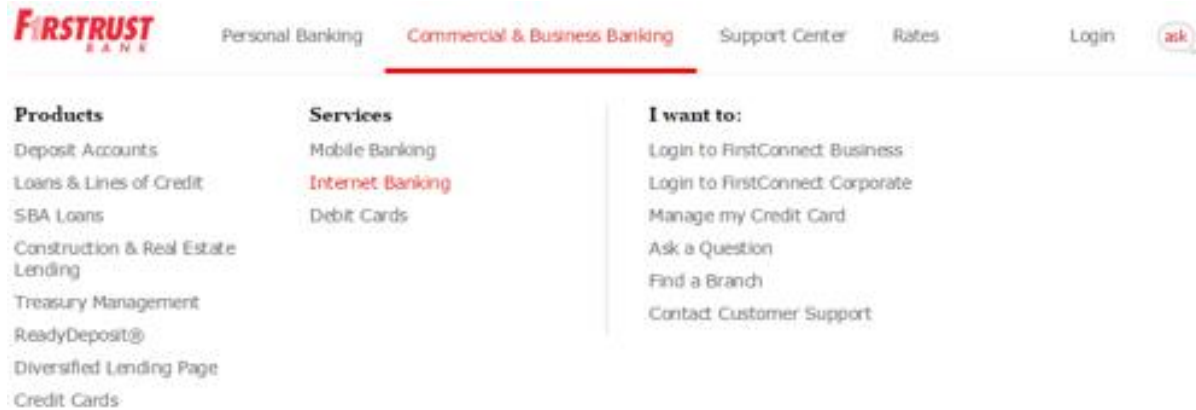 FIRSTRUST
BANK
Personal Banking
Commercial & Business Banking
Support Center
Rates
Login
ask
Products
Deposit Accounts
Loans & Lines of Credit
SBA Loans
Construction & Real Estate
Lending
Treasury Management
ReadyDeposit®
Diversified Lending Page
Credit Cards
Services
Mobile Banking
Internet Banking
Debit Cards
I want to:
Login to FirstConnect Business
Login to FirstConnect Corporate
Manage my Credit Card
Ask a Question
Find a Branch
Contact Customer Support